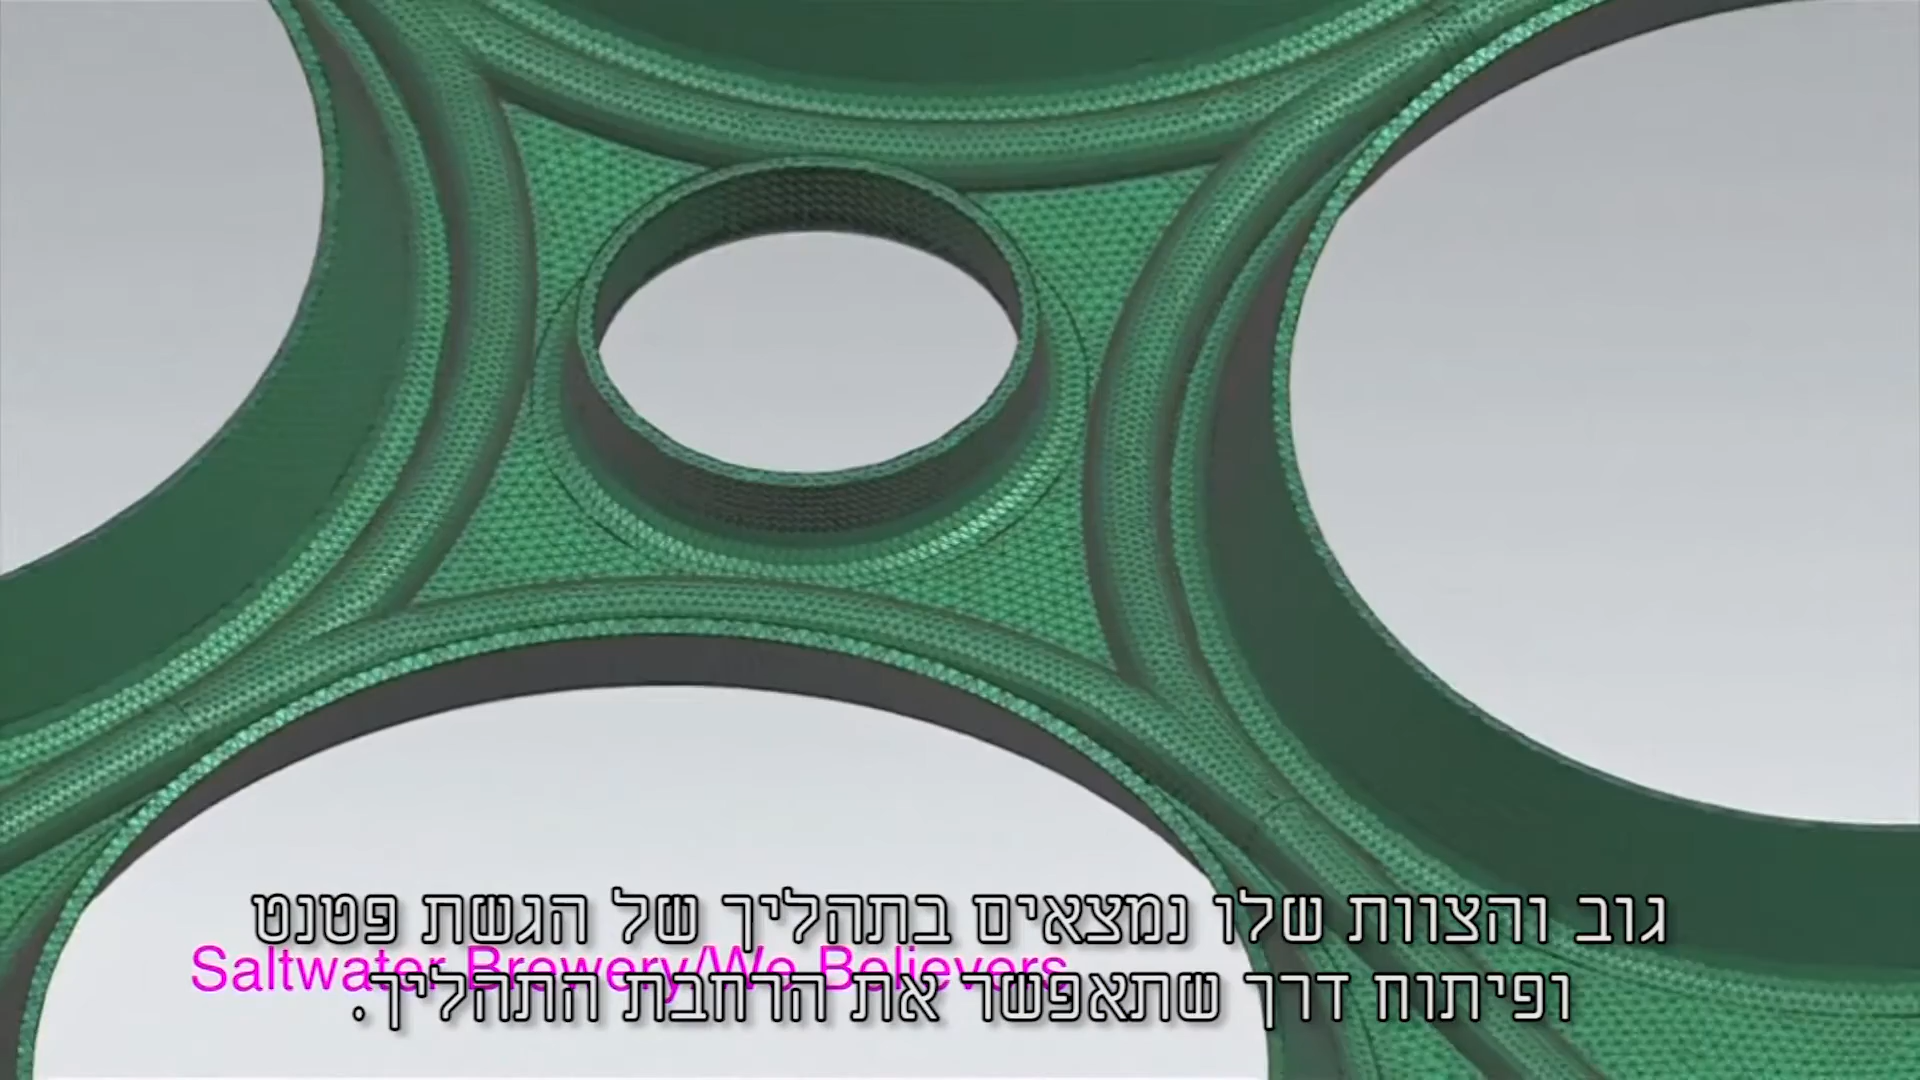 גוב והצוות שלו נמצאים בתהליך של הגשת פטנט
Saltwater Brewery/We Believers
ופיתוח דרך שתאפשר את הרחבת התהליך.